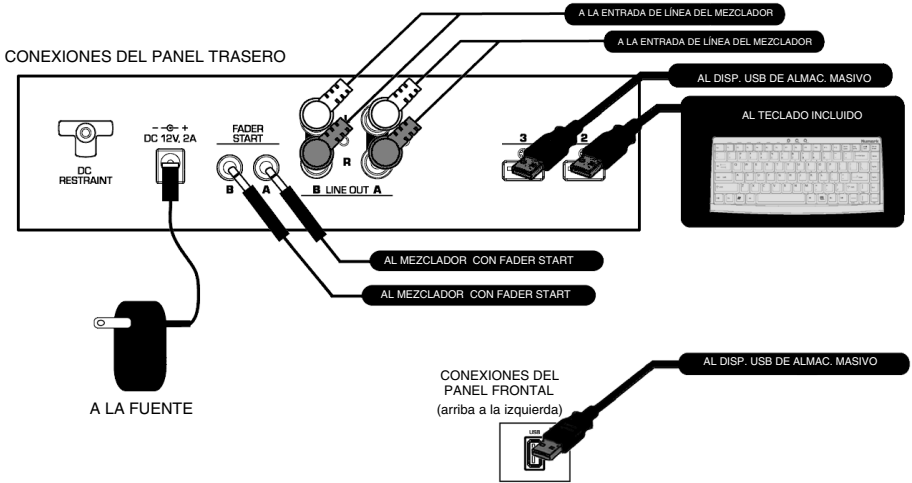 A LA ENTRADA DE LÍNEA DEL MEZCLADOR
A LA ENTRADA DE LÍNEA DEL MEZCLADOR
CONEXIONES DEL PANEL TRASERO
AL DISP. USB DE ALMAC. MASIVO
AL TECLADO INCLUIDO
DC RESTRAINT
DC 12V, 2A
FADER
START
B A
R
B LINE OUT A
3 2
Numark
AL MEZCLADOR CON FADER START
AL MEZCLADOR CON FADER START
A LA FUENTE
CONEXIONES DEL
PANEL FRONTAL
(arriba a la izquierda)
USB
AL DISP. USB DE ALMAC. MASIVO